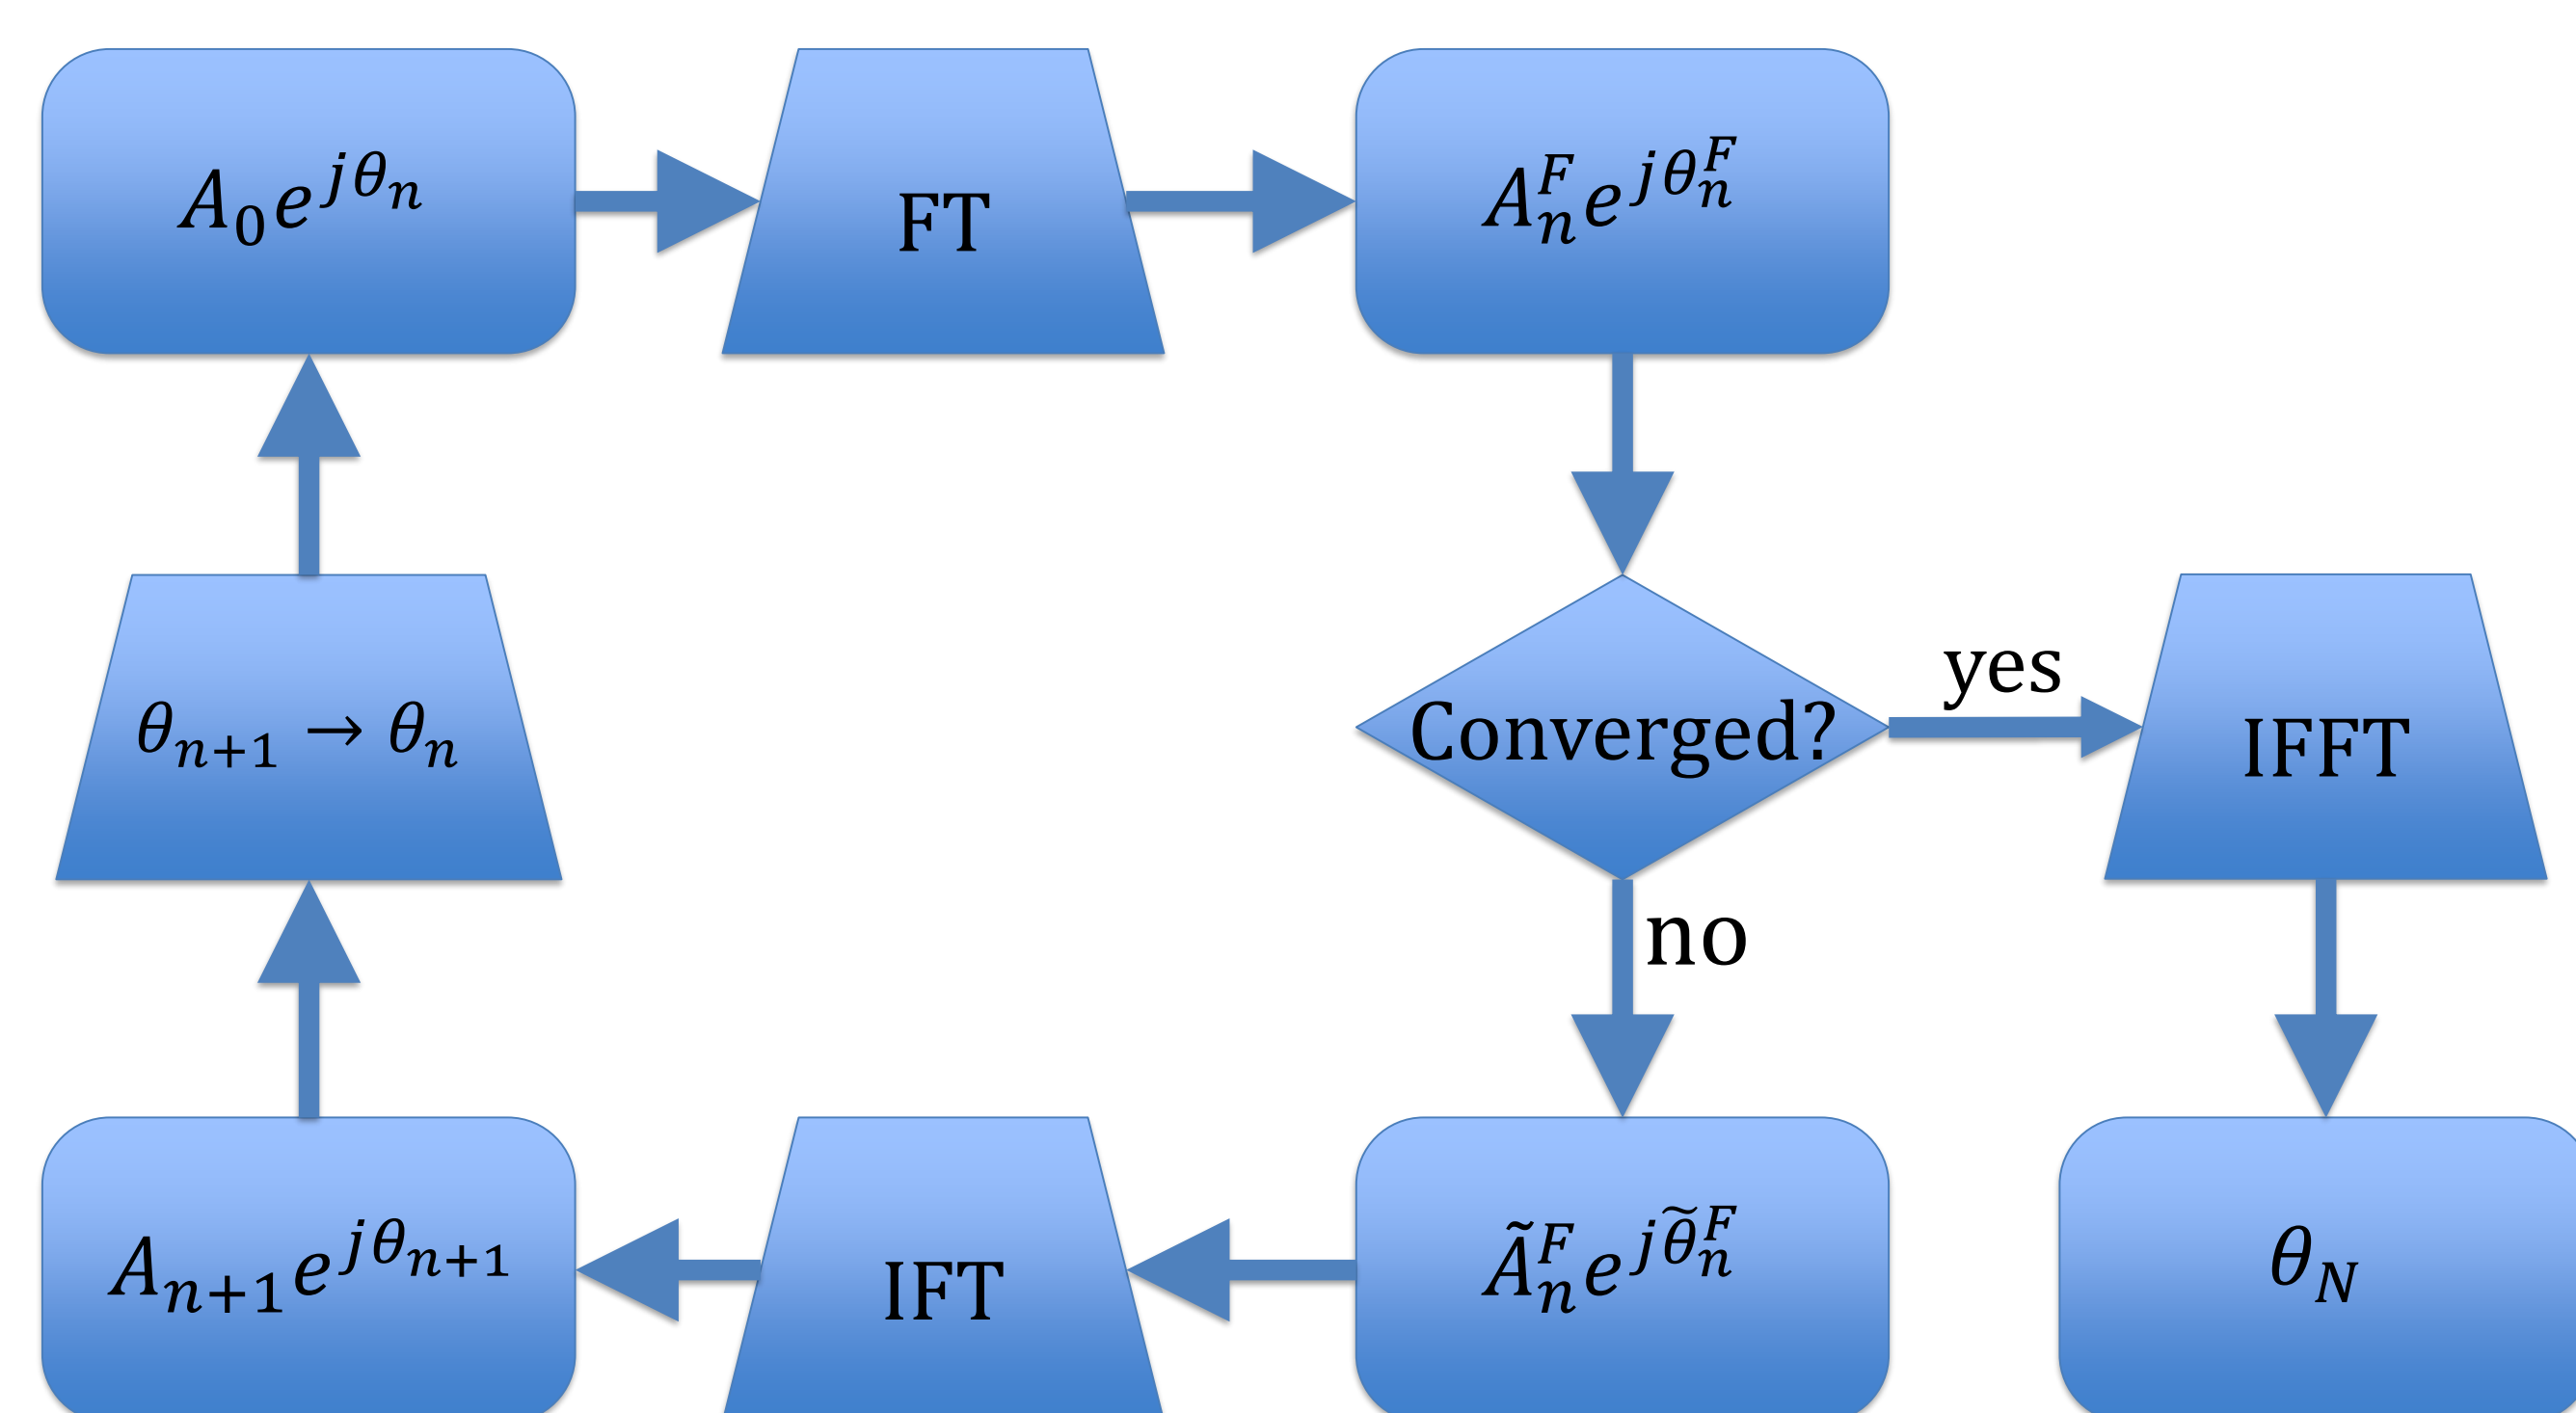 A₀e^{jθₙ}
FT
Aₙ^F e^{jθₙ^F}
θₙ₊₁ → θₙ
Converged?
yes
IFFT
no
Aₙ₊₁e^{jθₙ₊₁}
IFT
Ãₙ^F e^{jθ̃ₙ^F}
θ_N